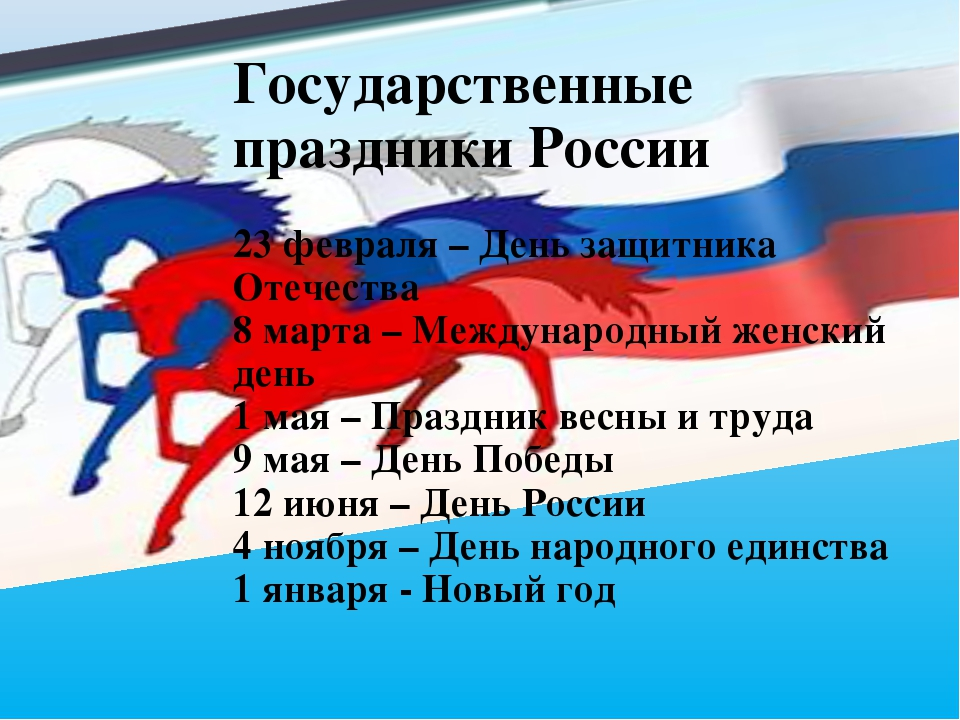 Государственные
праздники России
23 февраля – День защитника
Отечества
8 марта – Международный женский
день
1 мая – Праздник весны и труда
9 мая – День Победы
12 июня – День России
4 ноября – День народного единства
1 января - Новый год